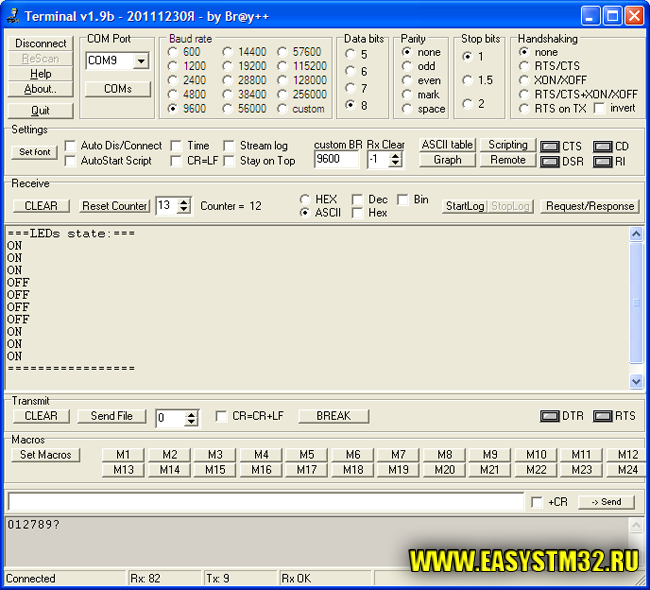 Terminal v1.9b - 20111230Я - by Br@y++
Disconnect
ReScan
Help
About..
Quit
COM Port
COM9
COMs
Baud rate
600 14400 57600
1200 19200 115200
2400 28800 128000
4800 38400 256000
9600 56000 custom
Data bits
5
6
7
8
Parity
none
odd
even
mark
space
Stop bits
1
1.5
2
Handshaking
none
RTS/CTS
XON/XOFF
RTS/CTS+XON/XOFF
RTS on TX invert
Settings
Set font
Auto Dis/Connect Time Stream log
AutoStart Script CR=LF Stay on Top
custom BR Rx Clear
9600 -1
ASCII table Scripting
Graph Remote
CTS CD
DSR RI
Receive
CLEAR Reset Counter 13 Counter = 12
HEX Dec Bin
ASCII Hex
StartLog StopLog Request/Response
===LEDs state:===
ON
ON
ON
OFF
OFF
OFF
OFF
ON
ON
ON
=================
Transmit
CLEAR Send File 0 CR=CR+LF BREAK DTR RTS
Macros
Set Macros
M1 M2 M3 M4 M5 M6 M7 M8 M9 M10 M11 M12
M13 M14 M15 M16 M17 M18 M19 M20 M21 M22 M23 M24
+CR -> Send
012789?
WWW.EASYSTM32.RU
Connected Rx: 82 Tx: 9 Rx OK